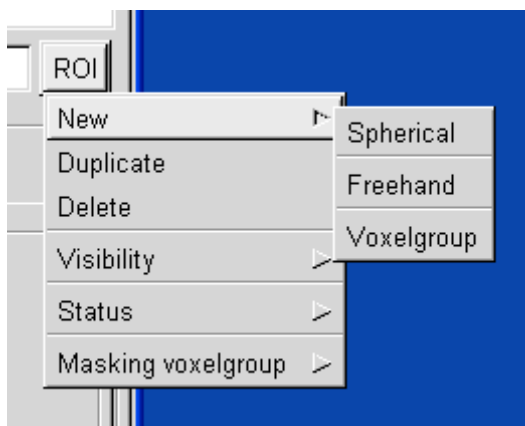 ROI
New
Duplicate
Delete
Visibility
Status
Masking voxelgroup
Spherical
Freehand
Voxelgroup